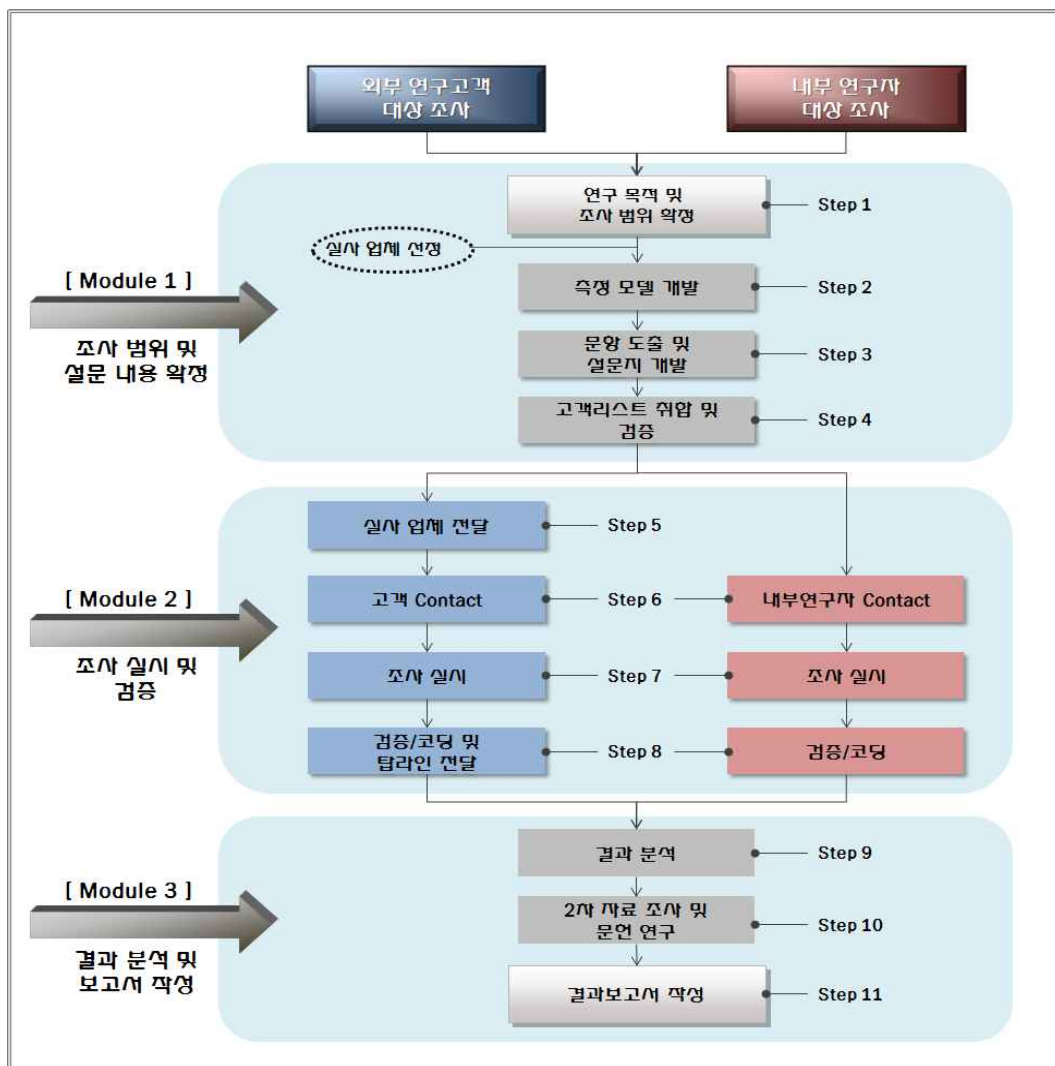 외부 연구고객
대상 조사
내부 연구자
대상 조사
연구 목적 및
조사 범위 확정
Step 1
실사 업체 선정
[ Module 1 ]
조사 범위 및
설문 내용 확정
측정 모델 개발
Step 2
문항 도출 및
설문지 개발
Step 3
고객리스트 취합 및
검증
Step 4
실사 업체 전달
Step 5
[ Module 2 ]
조사 실시 및
검증
고객 Contact
Step 6
내부연구자 Contact
조사 실시
Step 7
조사 실시
검증/코딩 및
탑라인 전달
Step 8
검증/코딩
[ Module 3 ]
결과 분석 및
보고서 작성
결과 분석
Step 9
2차 자료 조사 및
문헌 연구
Step 10
결과보고서 작성
Step 11